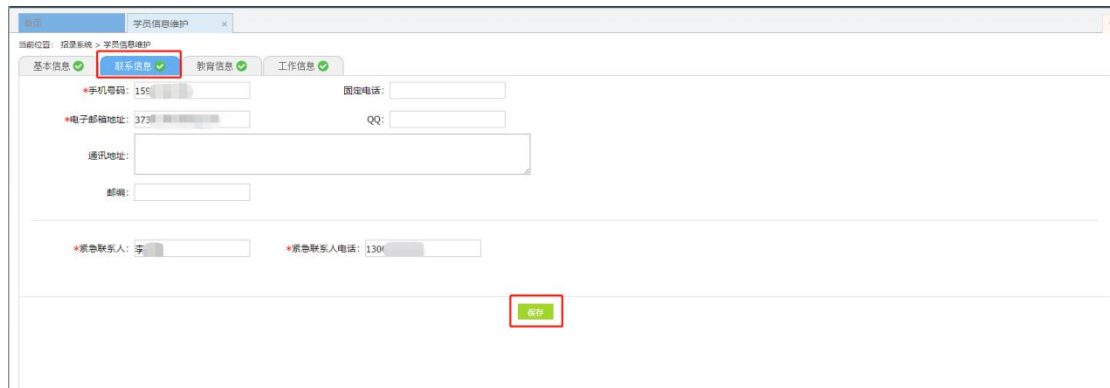 首页 学员信息维护 ×
当前位置: 招录系统 > 学员信息维护
基本信息 联系信息 教育信息 工作信息
*手机号码: 159 固定电话:
*电子邮箱地址: 373 QQ:
通讯地址:
邮编:
*紧急联系人: 李 *紧急联系人电话: 130
保存